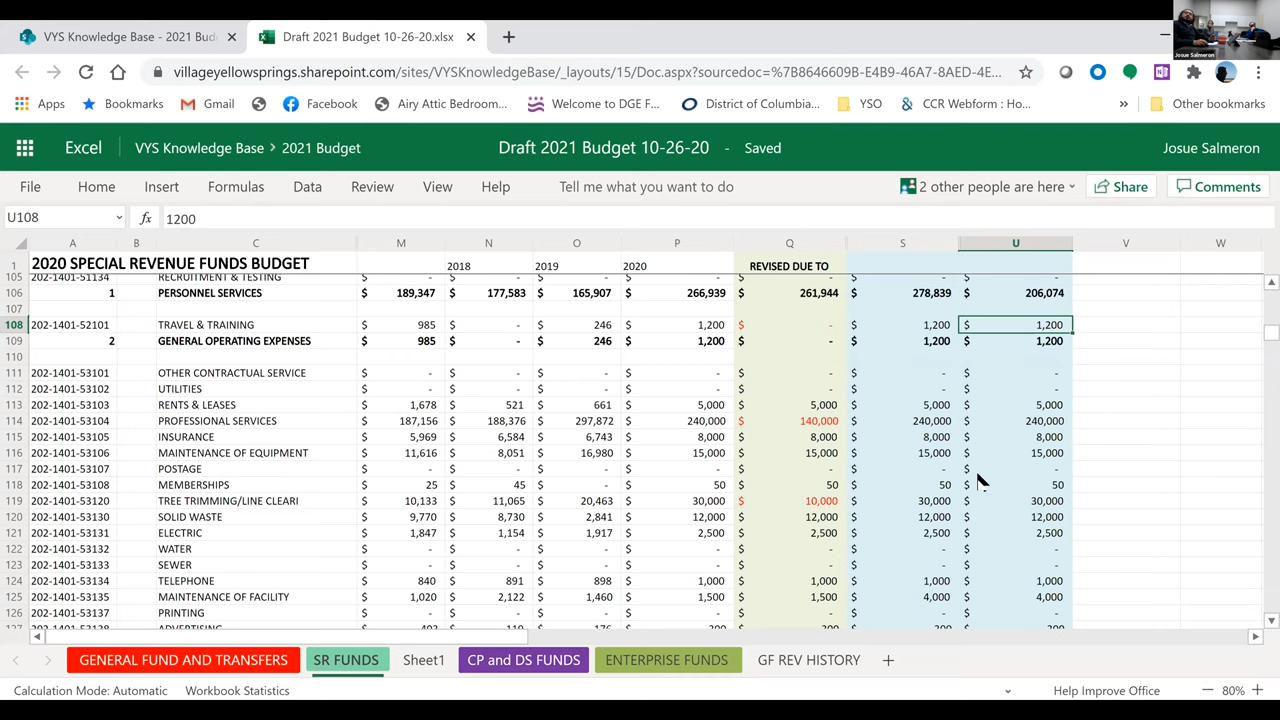 VYS Knowledge Base - 2021 Bud
Draft 2021 Budget 10-26-20.xlsx
Josue Salmeron
villageyellowsprings.sharepoint.com/sites/VYSKnowledgeBase/_layouts/15/Doc.aspx?sourcedoc=%7B8646609B-E4B9-46A7-8AED-4E...
Apps Bookmarks Gmail Facebook Airy Attic Bedroom... Welcome to DGE F... District of Columbia... YSO CCR Webform : Ho... » Other bookmarks
Excel VYS Knowledge Base > 2021 Budget Draft 2021 Budget 10-26-20 - Saved Josue Salmeron
File Home Insert Formulas Data Review View Help Tell me what you want to do 2 other people are here Share Comments
U108 fx 1200
A B C M N O P Q S U V W
1 2020 SPECIAL REVENUE FUNDS BUDGET 2018 2019 2020 REVISED DUE TO
105 202-1401-51134 RECRUITMENT & TESTING $ - $ - $ - $ - $ - $ - $ -
106 1 PERSONNEL SERVICES $ 189,347 $ 177,583 $ 165,907 $ 266,939 $ 261,944 $ 278,839 $ 206,074
107
108 202-1401-52101 TRAVEL & TRAINING $ 985 $ - $ 246 $ 1,200 $ - $ 1,200 $ 1,200
109 2 GENERAL OPERATING EXPENSES $ 985 $ - $ 246 $ 1,200 $ - $ 1,200 $ 1,200
110
111 202-1401-53101 OTHER CONTRACTUAL SERVICE $ - $ - $ - $ - $ - $ - $ -
112 202-1401-53102 UTILITIES $ - $ - $ - $ - $ - $ - $ -
113 202-1401-53103 RENTS & LEASES $ 1,678 $ 521 $ 661 $ 5,000 $ 5,000 $ 5,000 $ 5,000
114 202-1401-53104 PROFESSIONAL SERVICES $ 187,156 $ 188,376 $ 297,872 $ 240,000 $ 140,000 $ 240,000 $ 240,000
115 202-1401-53105 INSURANCE $ 5,969 $ 6,584 $ 6,743 $ 8,000 $ 8,000 $ 8,000 $ 8,000
116 202-1401-53106 MAINTENANCE OF EQUIPMENT $ 11,616 $ 8,051 $ 16,980 $ 15,000 $ 15,000 $ 15,000 $ 15,000
117 202-1401-53107 POSTAGE $ - $ - $ - $ - $ - $ - $ -
118 202-1401-53108 MEMBERSHIPS $ 25 $ 45 $ - $ 50 $ 50 $ 50 $ 50
119 202-1401-53120 TREE TRIMMING/LINE CLEARI $ 10,133 $ 11,065 $ 20,463 $ 30,000 $ 10,000 $ 30,000 $ 30,000
120 202-1401-53130 SOLID WASTE $ 9,770 $ 8,730 $ 2,841 $ 12,000 $ 12,000 $ 12,000 $ 12,000
121 202-1401-53131 ELECTRIC $ 1,847 $ 1,154 $ 1,917 $ 2,500 $ 2,500 $ 2,500 $ 2,500
122 202-1401-53132 WATER $ - $ - $ - $ - $ - $ - $ -
123 202-1401-53133 SEWER $ - $ - $ - $ - $ - $ - $ -
124 202-1401-53134 TELEPHONE $ 840 $ 891 $ 898 $ 1,000 $ 1,000 $ 1,000 $ 1,000
125 202-1401-53135 MAINTENANCE OF FACILITY $ 1,020 $ 2,122 $ 1,460 $ 1,500 $ 1,500 $ 4,000 $ 4,000
126 202-1401-53137 PRINTING $ - $ - $ - $ - $ - $ - $ -
127 202-1401-53138 ADVERTISING
GENERAL FUND AND TRANSFERS SR FUNDS Sheet1 CP and DS FUNDS ENTERPRISE FUNDS GF REV HISTORY
Calculation Mode: Automatic Workbook Statistics Help Improve Office 80%